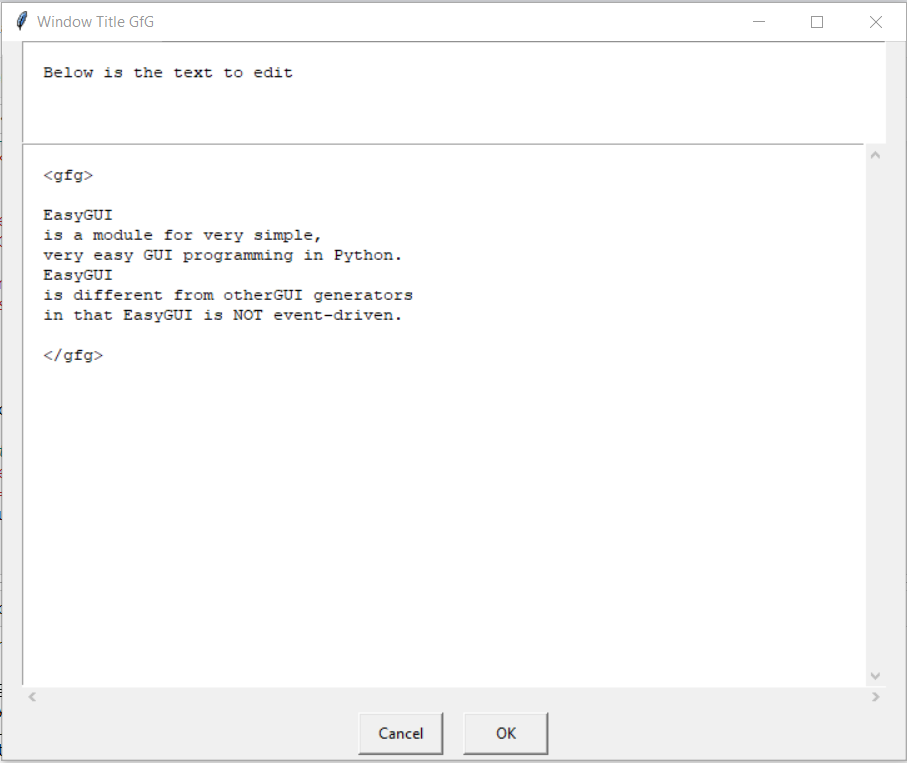 Window Title GfG
Below is the text to edit
<gfg>
EasyGUI
is a module for very simple,
very easy GUI programming in Python.
EasyGUI
is different from otherGUI generators
in that EasyGUI is NOT event-driven.
</gfg>
Cancel OK